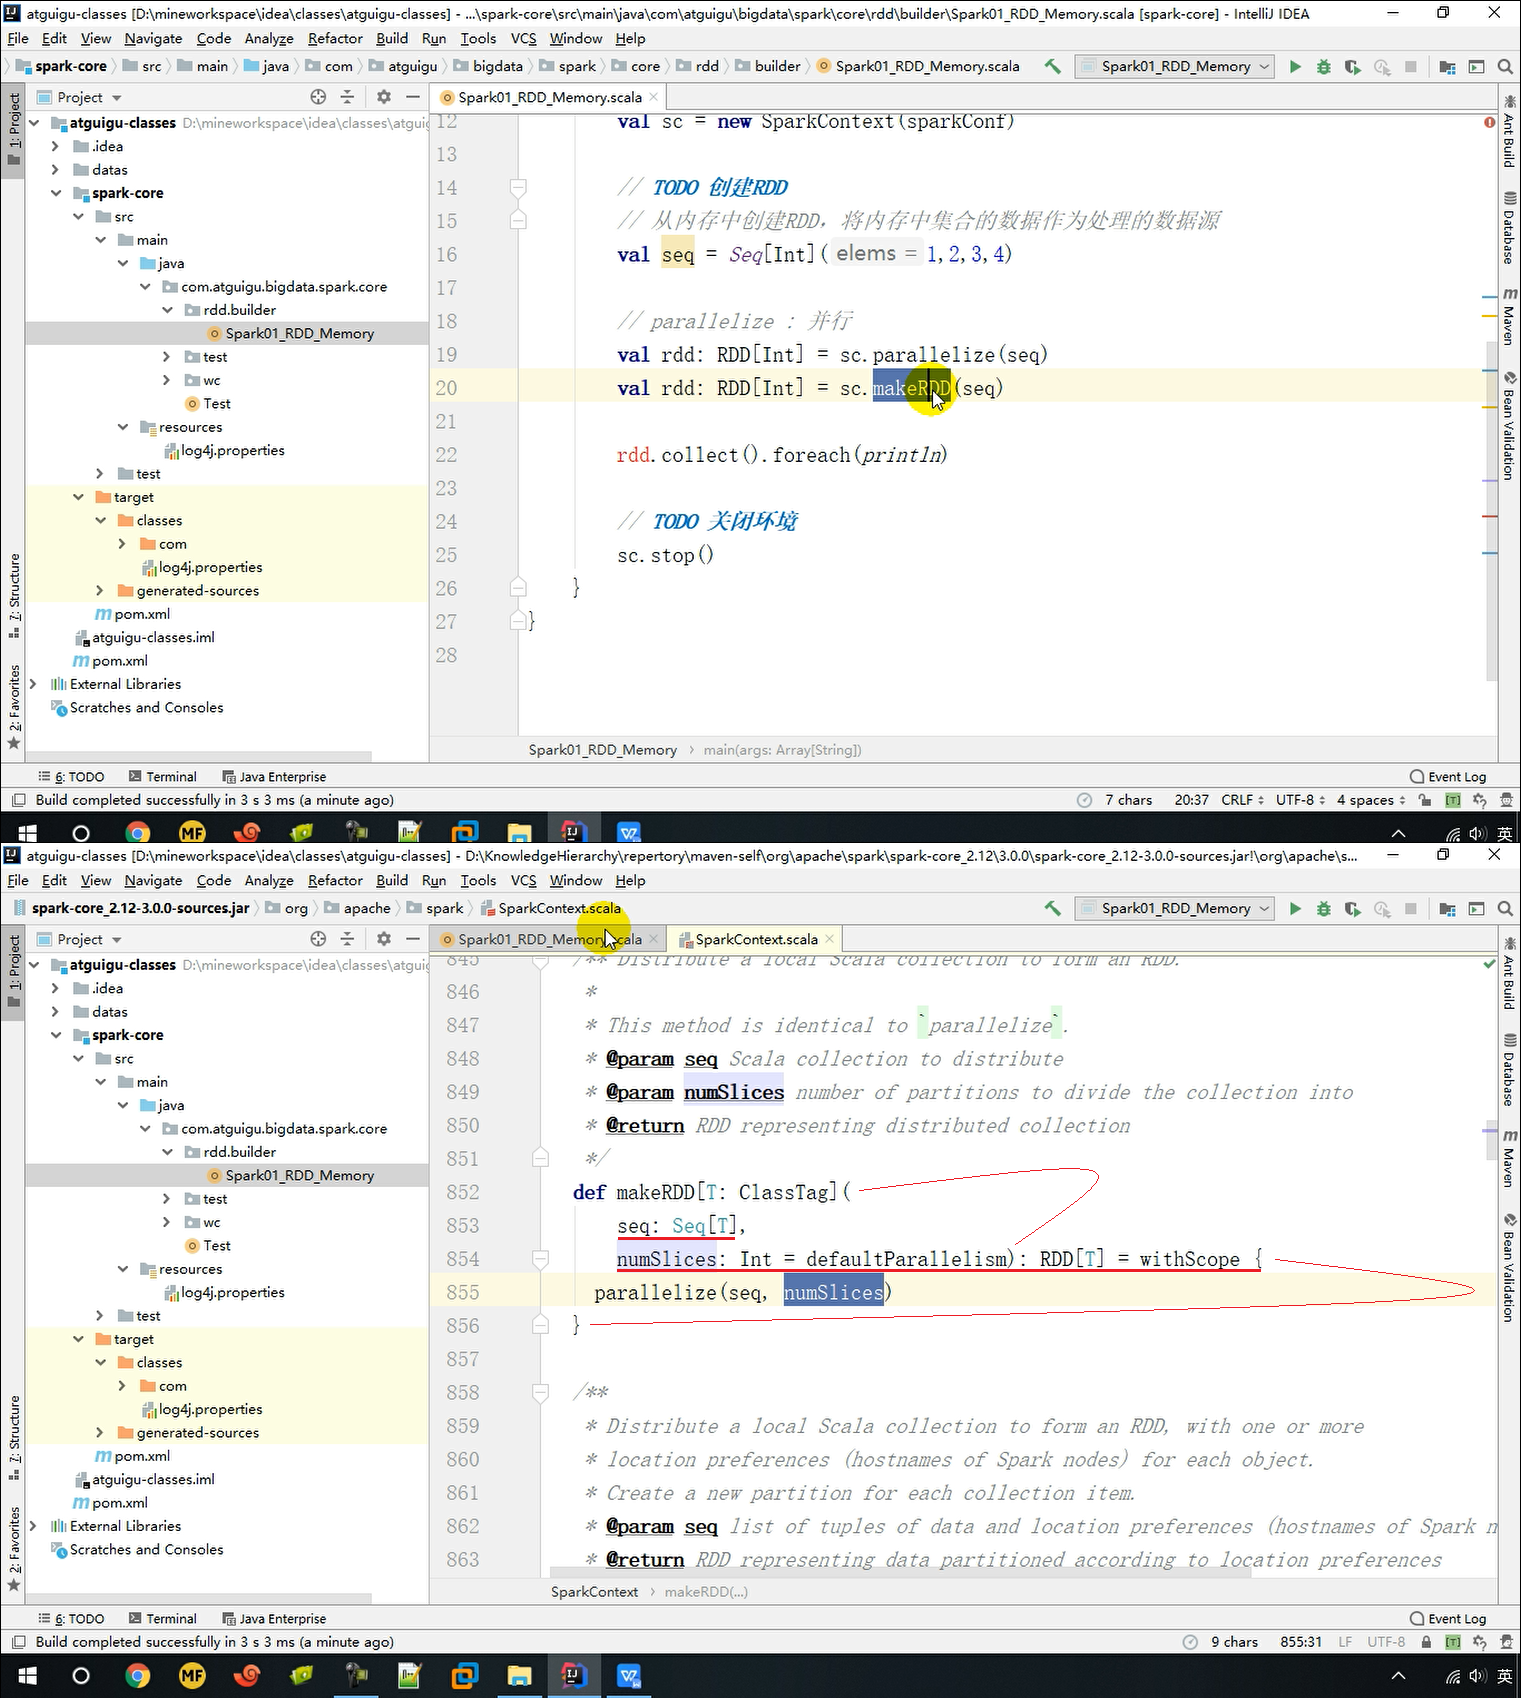 atguigu-classes [D:\mineworkspace\idea\classes\atguigu-classes] - ...\spark-core\src\main\java\com\atguigu\bigdata\spark\core\rdd\builder\Spark01_RDD_Memory.scala [spark-core] - IntelliJ IDEA
File Edit View Navigate Code Analyze Refactor Build Run Tools VCS Window Help
spark-core src main java com atguigu bigdata spark core rdd builder Spark01_RDD_Memory.scala Spark01_RDD_Memory
Project
Spark01_RDD_Memory.scala
1: Project
7: Structure
2: Favorites
atguigu-classes D:\mineworkspace\idea\classes\atguig
.idea
datas
spark-core
src
main
java
com.atguigu.bigdata.spark.core
rdd.builder
Spark01_RDD_Memory
test
wc
Test
resources
log4j.properties
test
target
classes
com
log4j.properties
generated-sources
pom.xml
atguigu-classes.iml
pom.xml
External Libraries
Scratches and Consoles
12 val sc = new SparkContext(sparkConf)
13
14 // TODO 创建RDD
15 // 从内存中创建RDD，将内存中集合的数据作为处理的数据源
16 val seq = Seq[Int]( elems = 1,2,3,4)
17
18 // parallelize : 并行
19 val rdd: RDD[Int] = sc.parallelize(seq)
20 val rdd: RDD[Int] = sc.makeRDD(seq)
21
22 rdd.collect().foreach(println)
23
24 // TODO 关闭环境
25 sc.stop()
26 }
27 }
28
Spark01_RDD_Memory main(args: Array[String])
Ant Build
Database
Maven
Bean Validation
6: TODO Terminal Java Enterprise Event Log
Build completed successfully in 3 s 3 ms (a minute ago) 7 chars 20:37 CRLF UTF-8 4 spaces
MF 英
atguigu-classes [D:\mineworkspace\idea\classes\atguigu-classes] - D:\KnowledgeHierarchy\repertory\maven-self\org\apache\spark\spark-core_2.12\3.0.0\spark-core_2.12-3.0.0-sources.jar!\org\apache\s...
File Edit View Navigate Code Analyze Refactor Build Run Tools VCS Window Help
spark-core_2.12-3.0.0-sources.jar org apache spark SparkContext.scala Spark01_RDD_Memory
Project
Spark01_RDD_Memory.scala SparkContext.scala
1: Project
7: Structure
2: Favorites
atguigu-classes D:\mineworkspace\idea\classes\atguig
.idea
datas
spark-core
src
main
java
com.atguigu.bigdata.spark.core
rdd.builder
Spark01_RDD_Memory
test
wc
Test
resources
log4j.properties
test
target
classes
com
log4j.properties
generated-sources
pom.xml
atguigu-classes.iml
pom.xml
External Libraries
Scratches and Consoles
845 /** Distribute a local Scala collection to form an RDD.
846 *
847 * This method is identical to `parallelize`.
848 * @param seq Scala collection to distribute
849 * @param numSlices number of partitions to divide the collection into
850 * @return RDD representing distributed collection
851 */
852 def makeRDD[T: ClassTag](
853 seq: Seq[T],
854 numSlices: Int = defaultParallelism): RDD[T] = withScope {
855 parallelize(seq, numSlices)
856 }
857
858 /**
859 * Distribute a local Scala collection to form an RDD, with one or more
860 * location preferences (hostnames of Spark nodes) for each object.
861 * Create a new partition for each collection item.
862 * @param seq list of tuples of data and location preferences (hostnames of Spark n
863 * @return RDD representing data partitioned according to location preferences
SparkContext makeRDD(...)
Ant Build
Database
Maven
Bean Validation
6: TODO Terminal Java Enterprise Event Log
Build completed successfully in 3 s 3 ms (a minute ago) 9 chars 855:31 LF UTF-8
MF 英